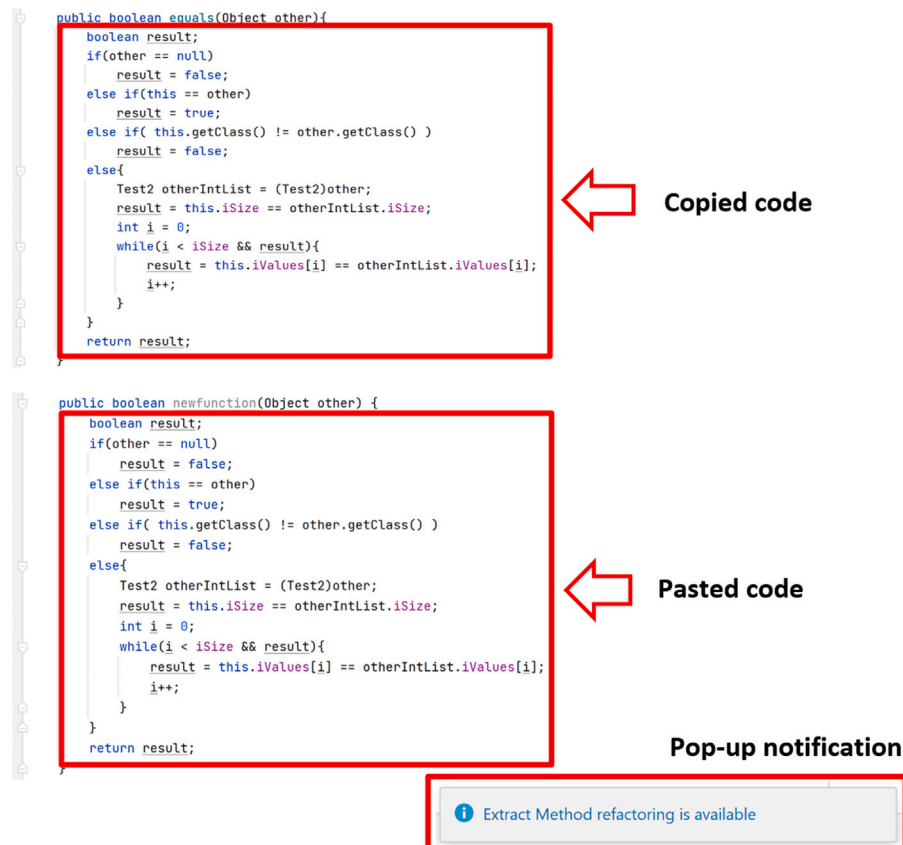 public boolean equals(Object other){
boolean result;
if(other == null)
result = false;
else if(this == other)
result = true;
else if( this.getClass() != other.getClass() )
result = false;
else{
Test2 otherIntList = (Test2)other;
result = this.iSize == otherIntList.iSize;
int i = 0;
while(i < iSize && result){
result = this.iValues[i] == otherIntList.iValues[i];
i++;
}
}
return result;
}
Copied code
public boolean newfunction(Object other) {
boolean result;
if(other == null)
result = false;
else if(this == other)
result = true;
else if( this.getClass() != other.getClass() )
result = false;
else{
Test2 otherIntList = (Test2)other;
result = this.iSize == otherIntList.iSize;
int i = 0;
while(i < iSize && result){
result = this.iValues[i] == otherIntList.iValues[i];
i++;
}
}
return result;
}
Pasted code
Pop-up notification
Extract Method refactoring is available